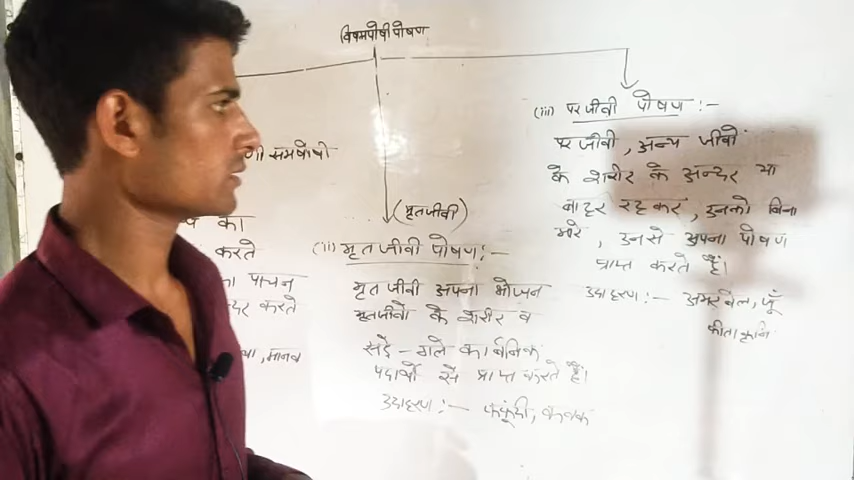 विषमपोषी पोषण
समपोषी
का
करते
पाचन
करते
, मानव
(मृतजीवी)
(ii) मृतजीवी पोषण :-
मृतजीवी अपना भोजन
मृतजीवो के शरीर व
सड़े-गले कार्बनिक
पदार्थो से प्राप्त करते है।
उदाहरण :- फफूंदी, कवक
(iii) परजीवी पोषण :-
परजीवी, अन्य जीवों
के शरीर के अन्दर या
बाहर रहकर, उनको बिना
मारे, उनसे अपना पोषण
प्राप्त करते हैं।
उदाहरण :- अमरबेल, जूँ